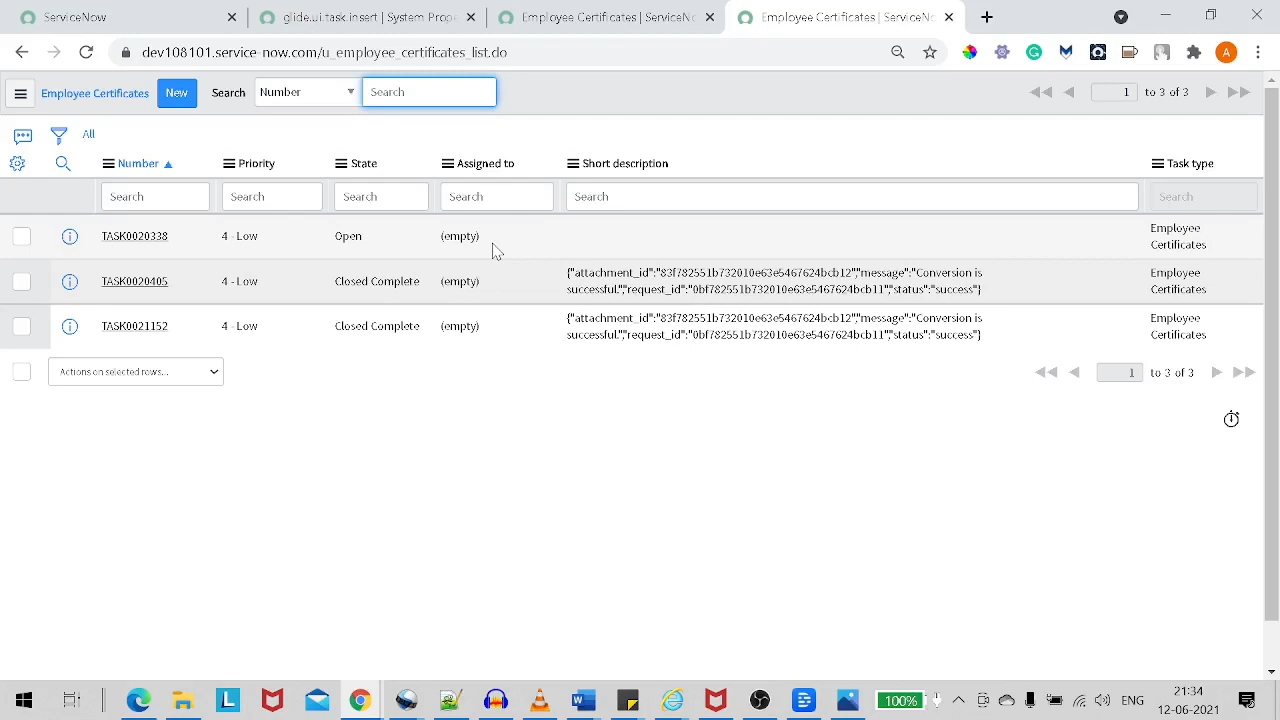 ServiceNow
glide.ui.task.insert | System Prope
Employee Certificates | ServiceNo
Employee Certificates | ServiceNo
dev108101.service-now.com/u_employee_certificates_list.do
A
Employee Certificates
New
Search
Number
Search
1
to 3 of 3
All
Number
Priority
State
Assigned to
Short description
Task type
Search
Search
Search
Search
Search
Search
TASK0020338
4 - Low
Open
(empty)
Employee
Certificates
TASK0020405
4 - Low
Closed Complete
(empty)
{"attachment_id":"83f782551b732010e63e5467624bcb12","message":"Conversion is
successful.","request_id":"0bf782551b732010e63e5467624bcb11","status":"success"}
Employee
Certificates
TASK0021152
4 - Low
Closed Complete
(empty)
{"attachment_id":"83f782551b732010e63e5467624bcb12","message":"Conversion is
successful.","request_id":"0bf782551b732010e63e5467624bcb11","status":"success"}
Employee
Certificates
Actions on selected rows...
1
to 3 of 3
100%
ENG
21:34
12-06-2021